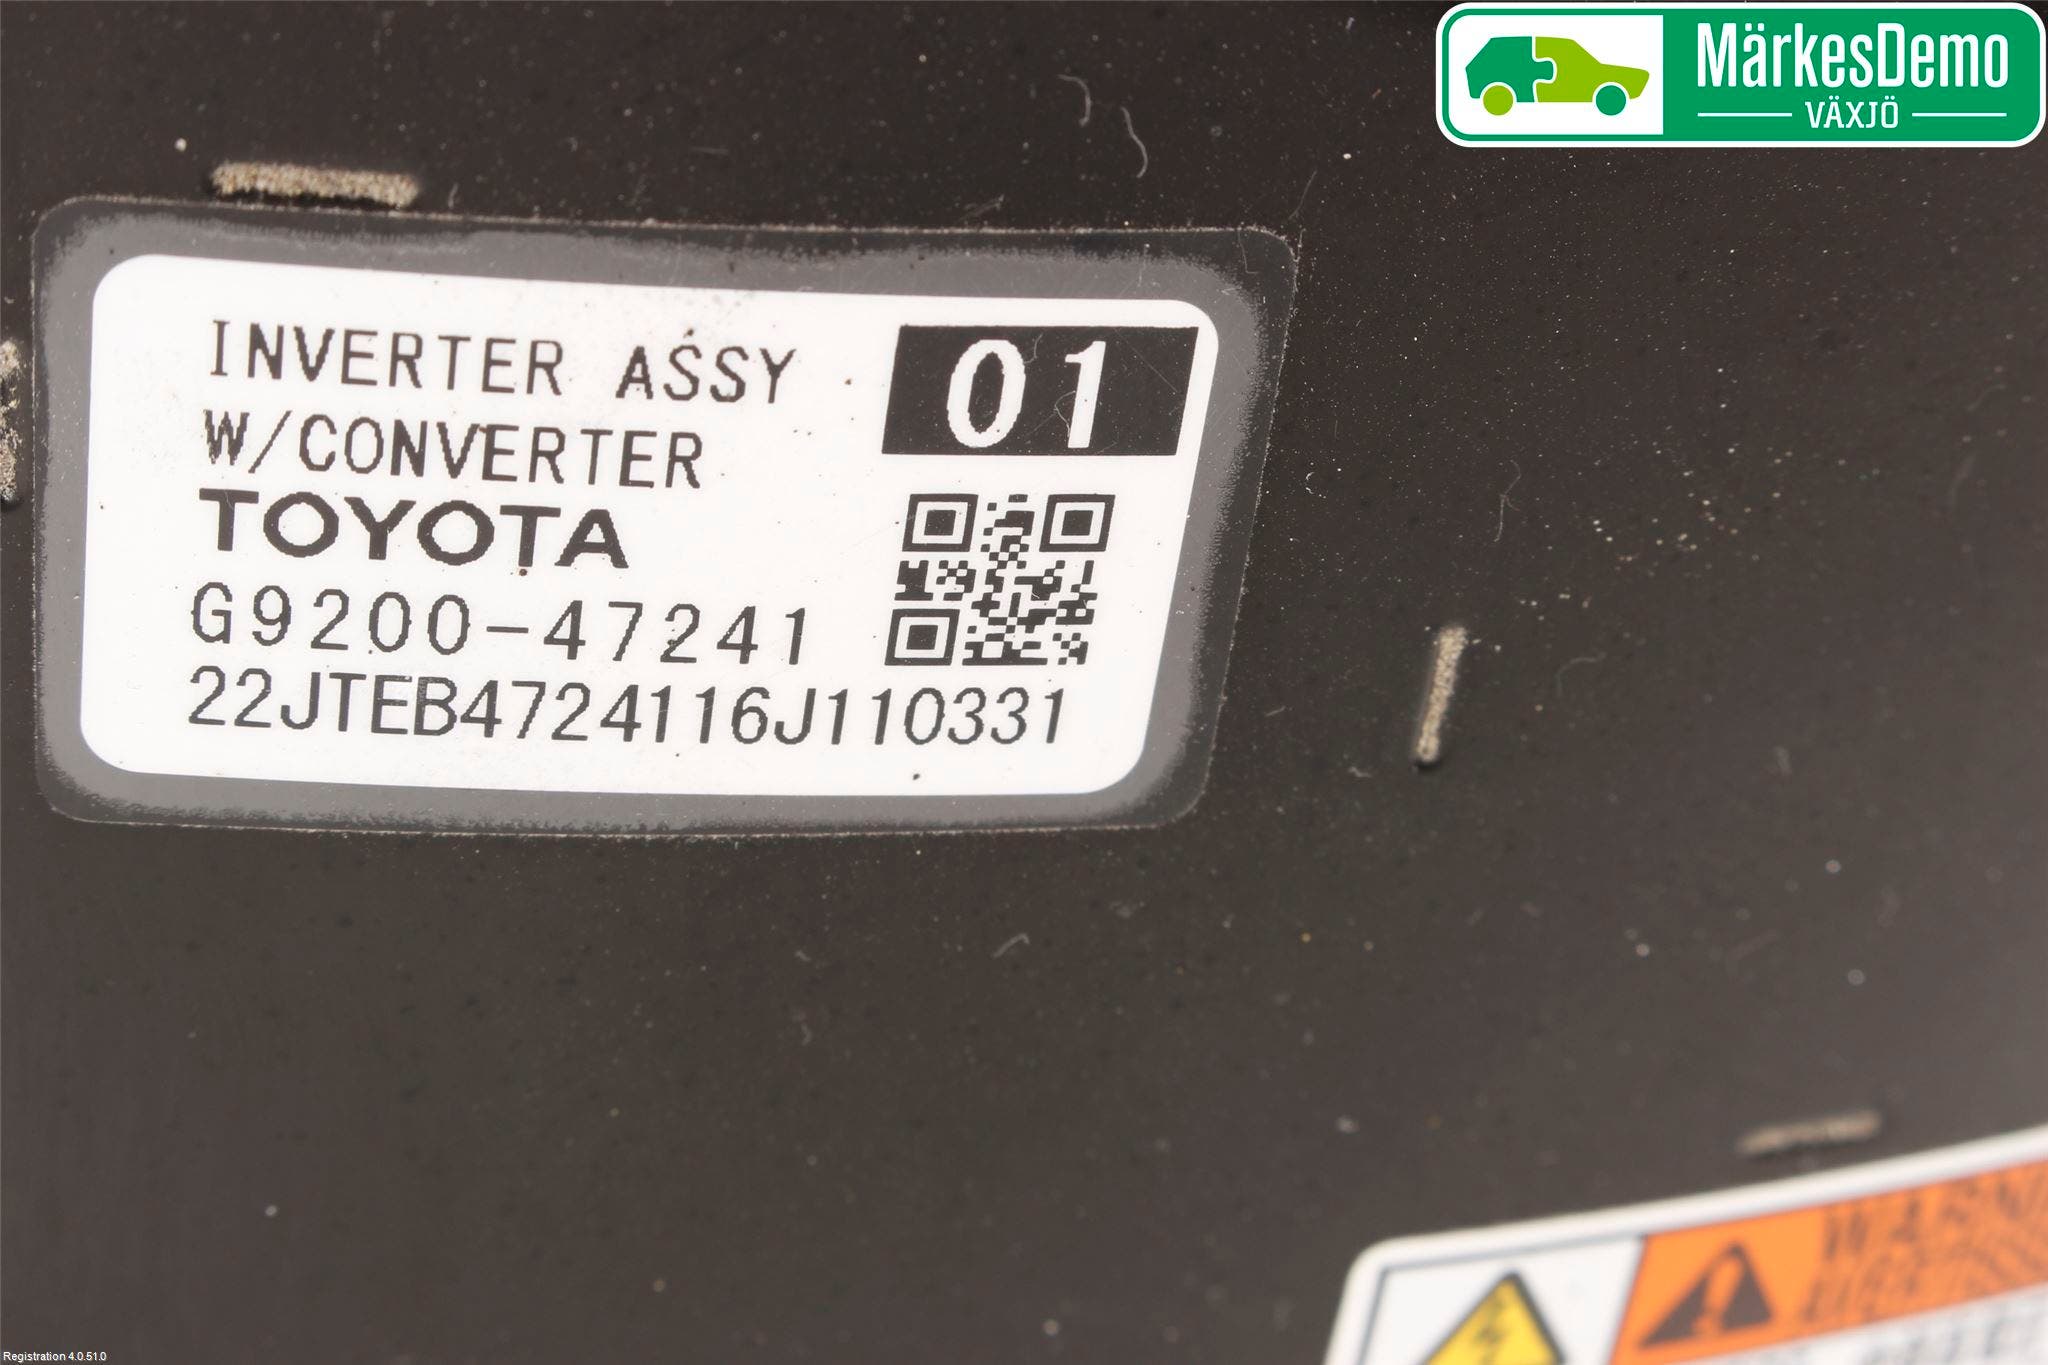 MärkesDemo
VÄXJÖ
INVERTER ASSY
01
W/CONVERTER
TOYOTA
G9200-47241
22JTEB4724116J110331
Registration 4.0.51.0